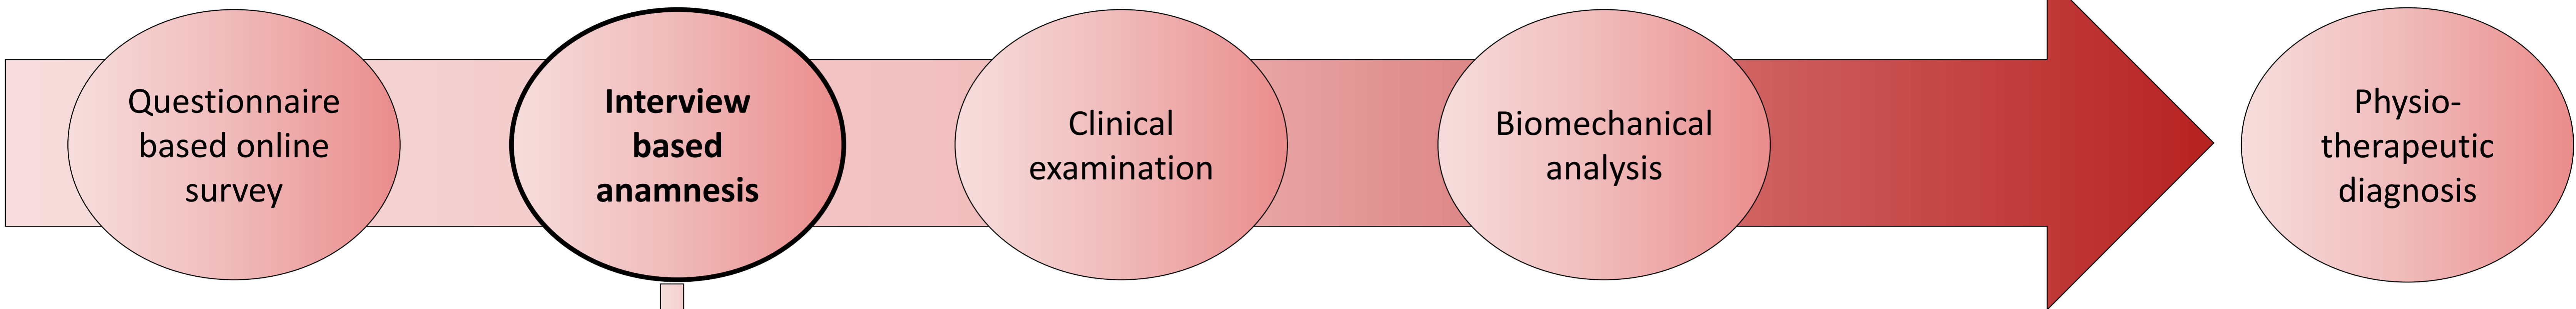 Questionnaire
based online
survey
Interview
based
anamnesis
Clinical
examination
Biomechanical
analysis
Physio-
therapeutic
diagnosis